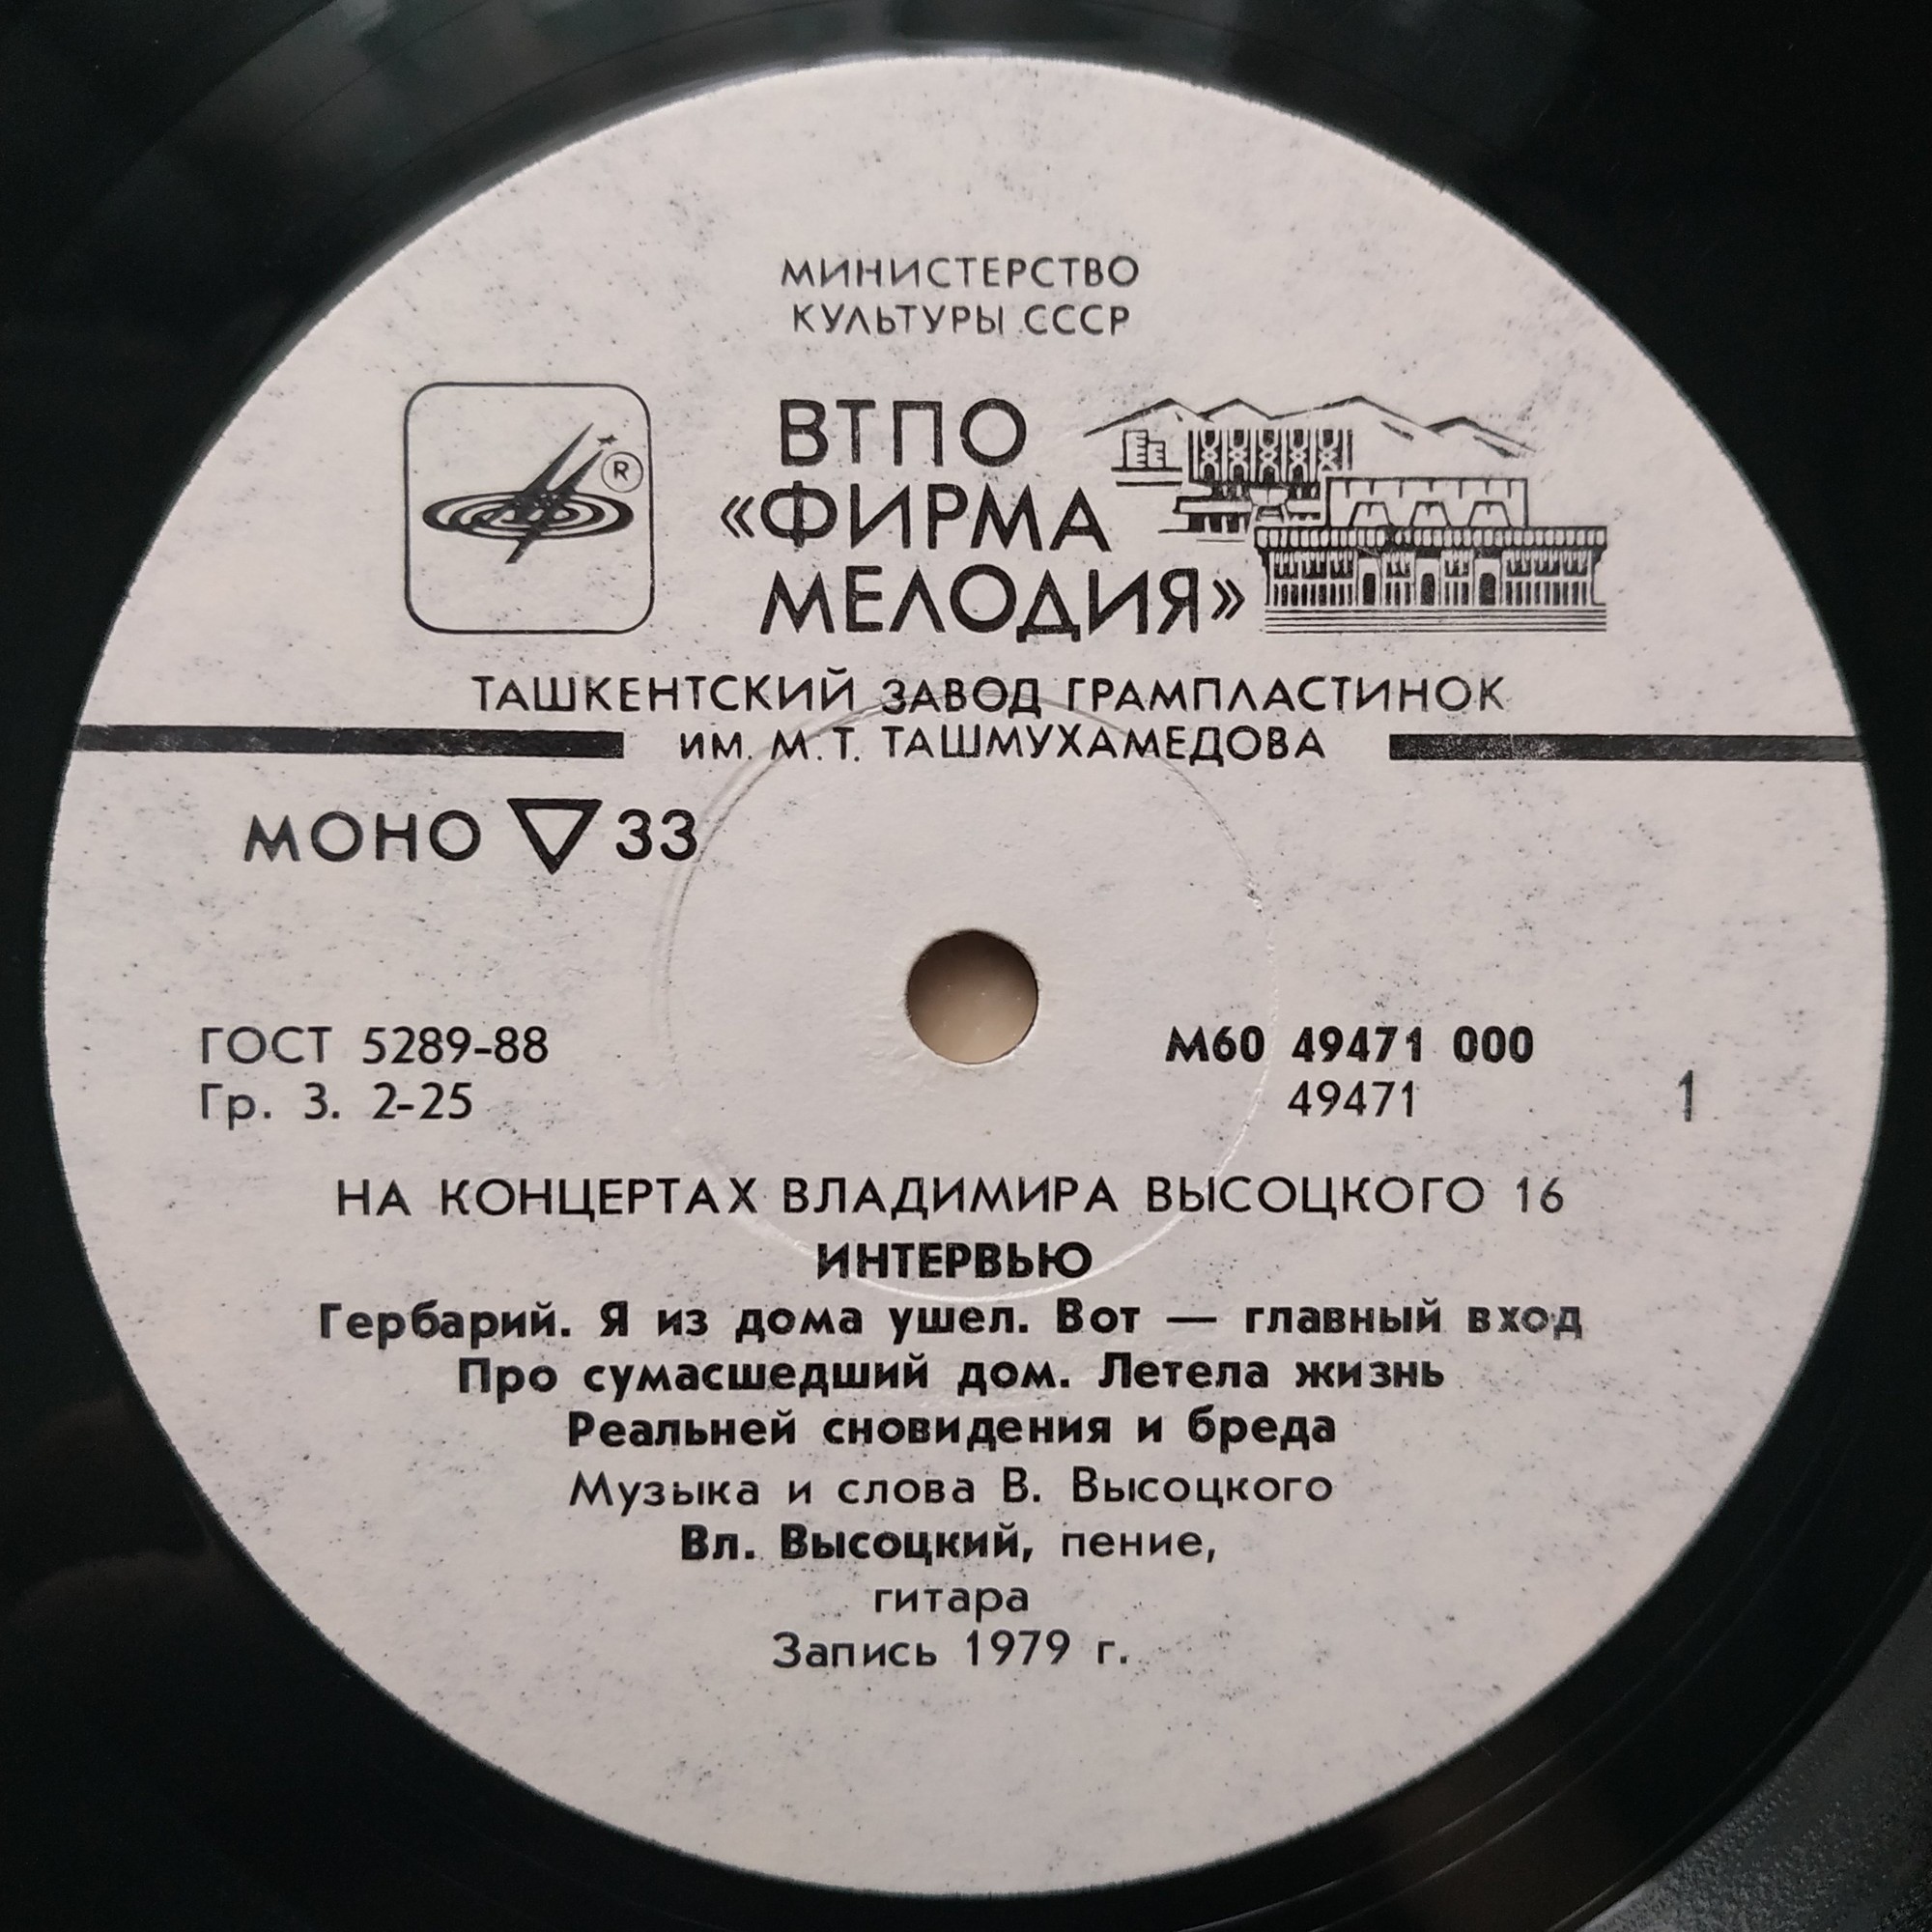 МИНИСТЕРСТВО
КУЛЬТУРЫ СССР
ВТПО
«ФИРМА
МЕЛОДИЯ»
R
ТАШКЕНТСКИЙ ЗАВОД ГРАМПЛАСТИНОК
ИМ. М.Т. ТАШМУХАМЕДОВА
МОНО 33
ГОСТ 5289-88
Гр. 3. 2-25
М60 49471 000
49471
1
НА КОНЦЕРТАХ ВЛАДИМИРА ВЫСОЦКОГО 16
ИНТЕРВЬЮ
Гербарий. Я из дома ушел. Вот — главный вход
Про сумасшедший дом. Летела жизнь
Реальней сновидения и бреда
Музыка и слова В. Высоцкого
Вл. Высоцкий, пение,
гитара
Запись 1979 г.